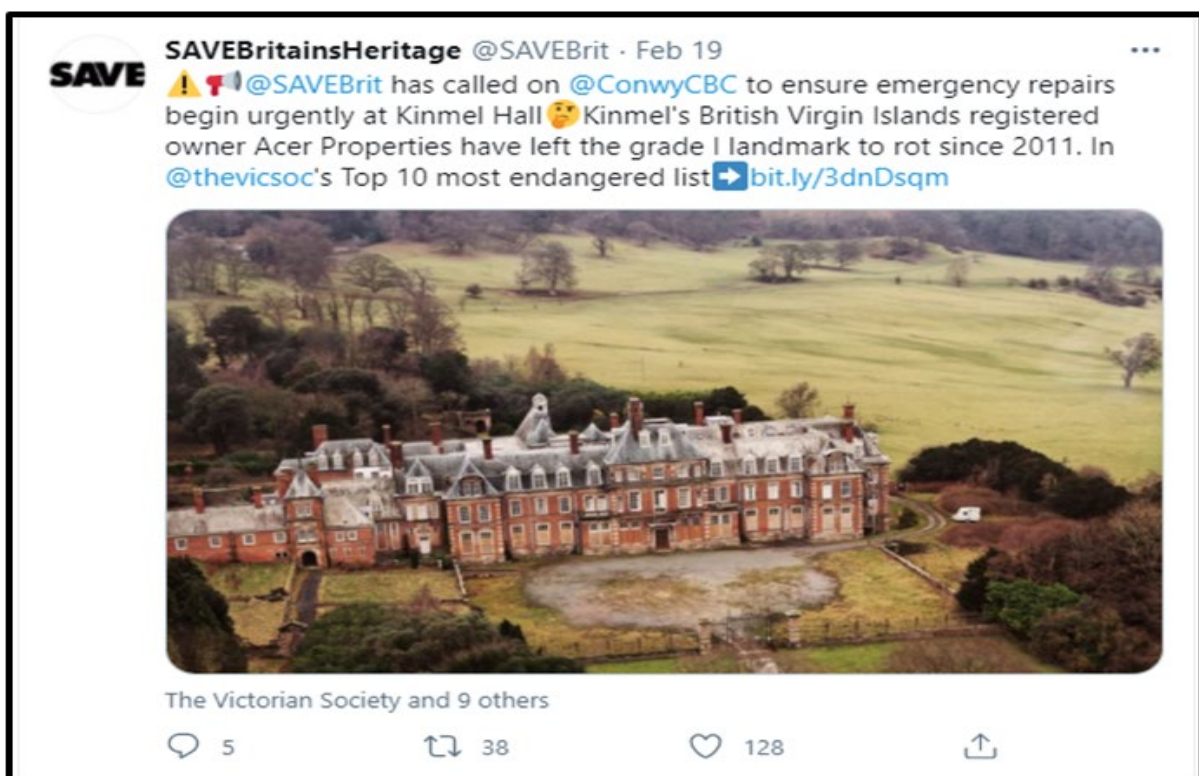 SAVE
SAVEBritainsHeritage @SAVEBrit · Feb 19
⚠️📢@SAVEBrit has called on @ConwyCBC to ensure emergency repairs
begin urgently at Kinmel Hall🤔Kinmel's British Virgin Islands registered
owner Acer Properties have left the grade I landmark to rot since 2011. In
@thevicsoc's Top 10 most endangered list➡️bit.ly/3dnDsqm
The Victorian Society and 9 others
5 38 128